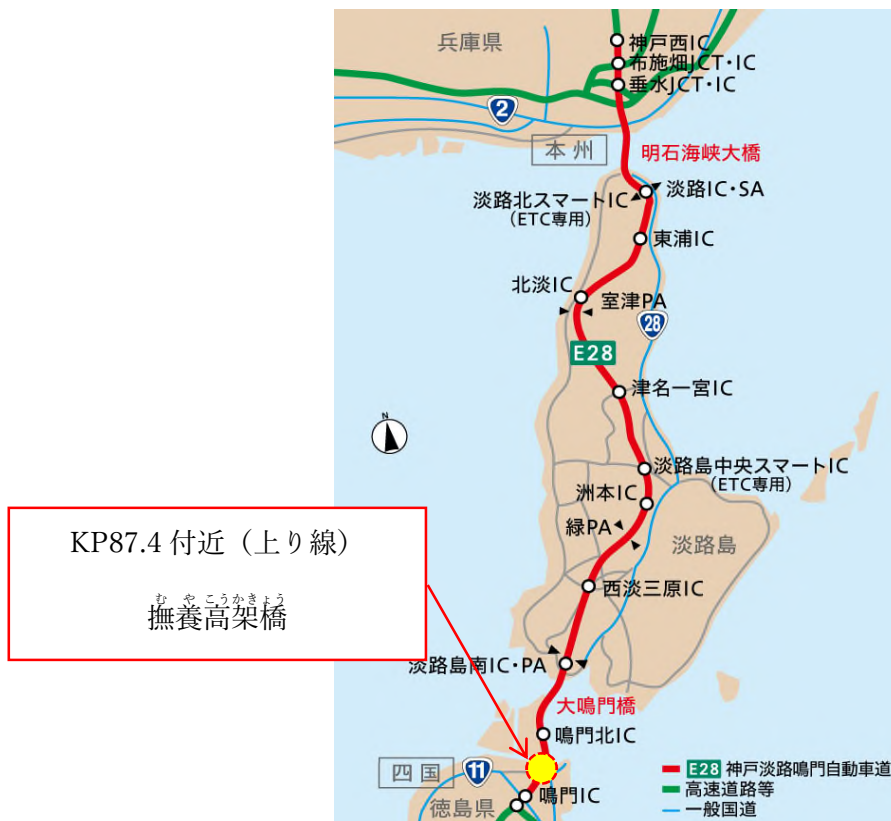 兵庫県
神戸西IC
布施畑JCT・IC
垂水JCT・IC
2
本州
明石海峡大橋
淡路IC・SA
淡路北スマートIC
(ETC専用)
東浦IC
北淡IC
室津PA
28
E28
津名一宮IC
N
淡路島中央スマートIC
(ETC専用)
洲本IC
緑PA
淡路島
KP87.4 付近（上り線）
むやこうかきょう
撫養高架橋
西淡三原IC
淡路島南IC・PA
大鳴門橋
鳴門北IC
四国
11
鳴門IC
徳島県
E28 神戸淡路鳴門自動車道
高速道路等
一般国道